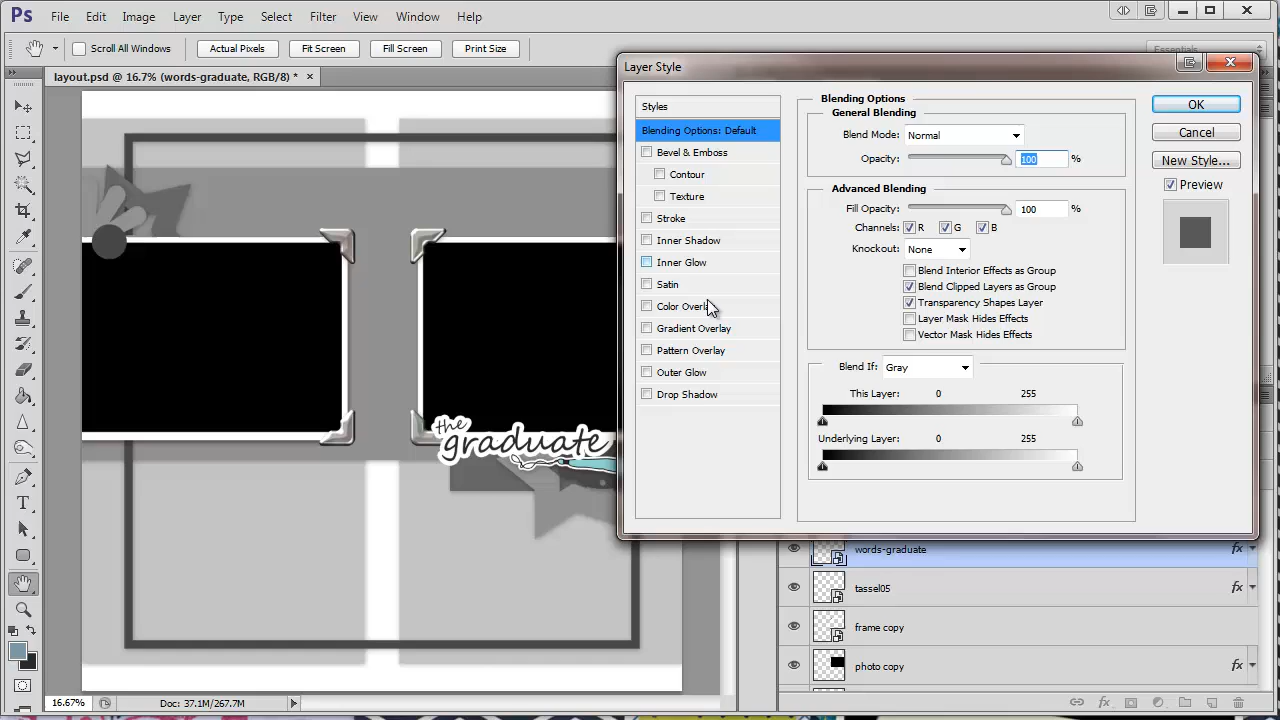 Ps File Edit Image Layer Type Select Filter View Window Help
Scroll All Windows Actual Pixels Fit Screen Fill Screen Print Size Essentials
layout.psd @ 16.7% (words-graduate, RGB/8) * ×
Layer Style
Styles
Blending Options: Default
Bevel & Emboss
Contour
Texture
Stroke
Inner Shadow
Inner Glow
Satin
Color Overlay
Gradient Overlay
Pattern Overlay
Outer Glow
Drop Shadow
Blending Options
General Blending
Blend Mode: Normal
Opacity: 100 %
Advanced Blending
Fill Opacity: 100 %
Channels: R G B
Knockout: None
Blend Interior Effects as Group
Blend Clipped Layers as Group
Transparency Shapes Layer
Layer Mask Hides Effects
Vector Mask Hides Effects
Blend If: Gray
This Layer: 0 255
Underlying Layer: 0 255
OK
Cancel
New Style...
Preview
the
graduate
words-graduate fx
tassel05 fx
frame copy
photo copy fx
16.67% Doc: 37.1M/267.7M
fx